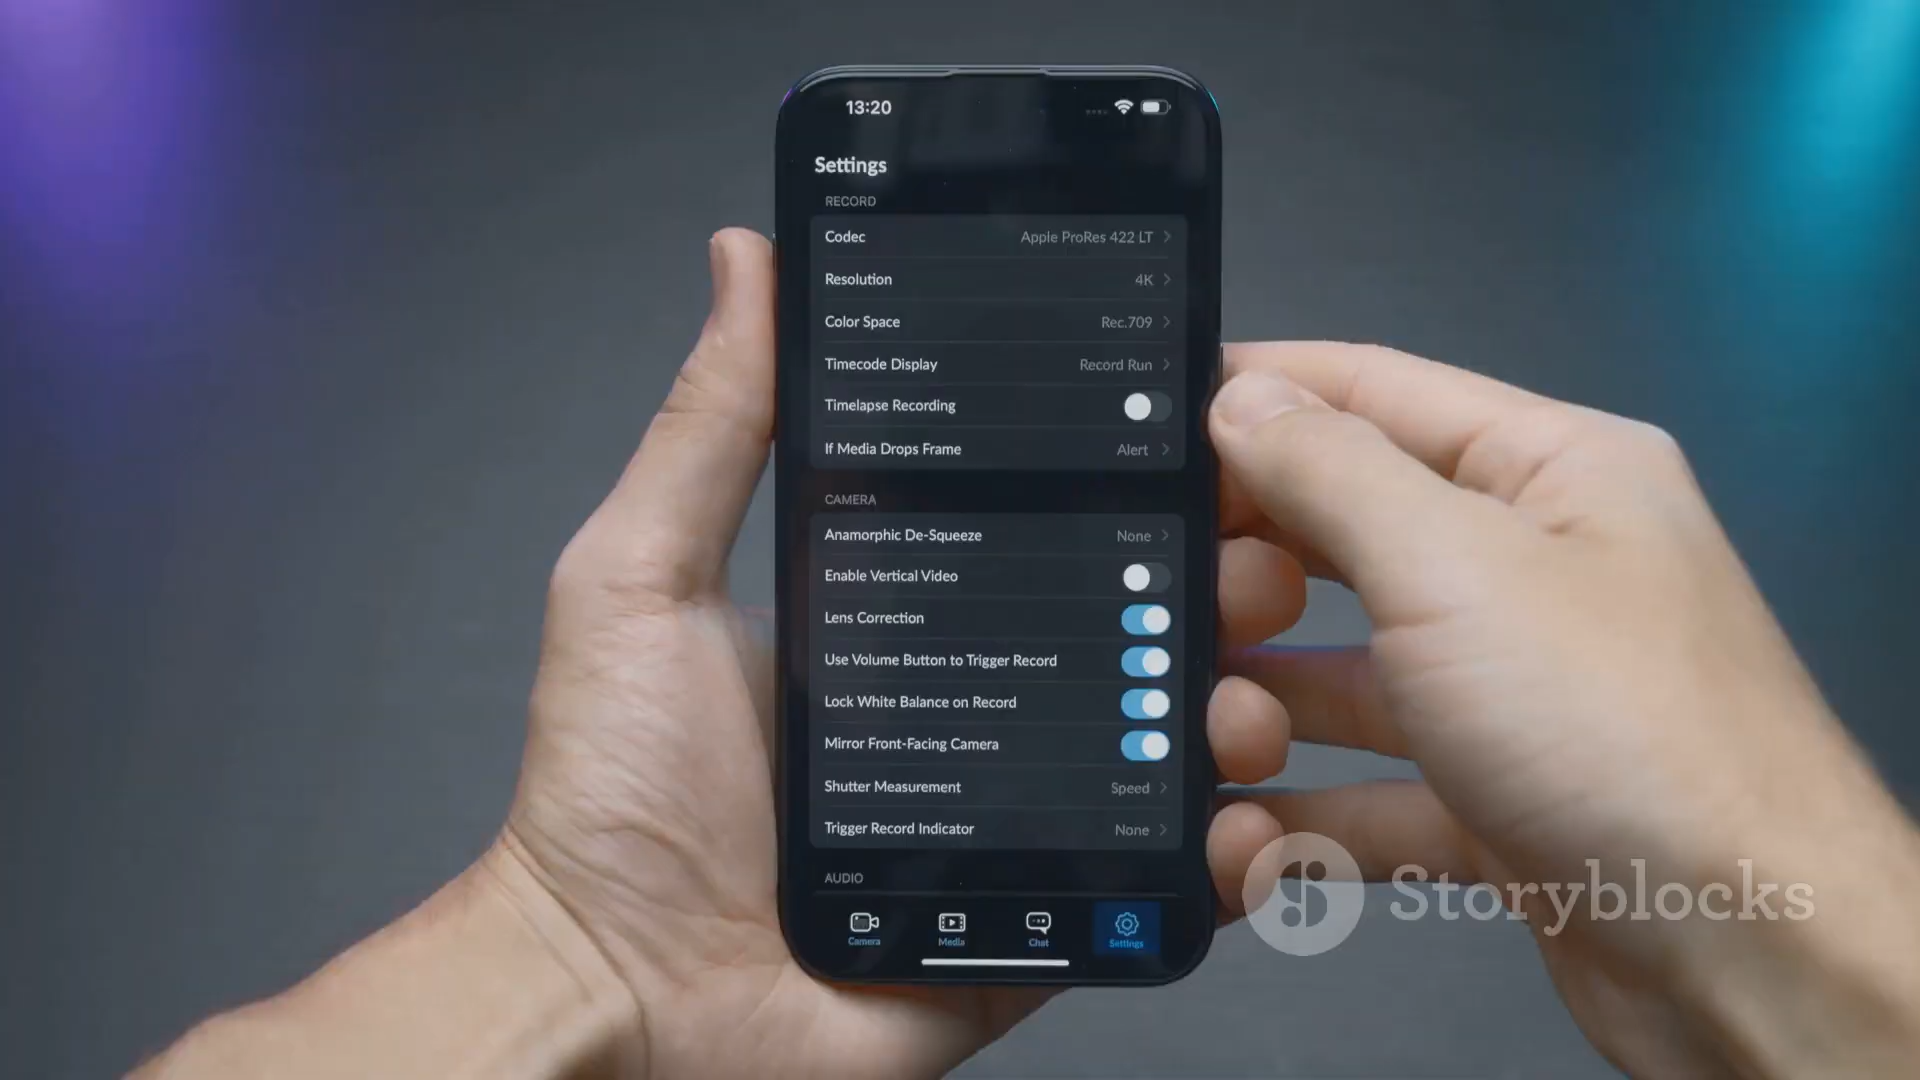 13:20
Settings
RECORD
Codec Apple ProRes 422 LT
Resolution 4K
Color Space Rec.709
Timecode Display Record Run
Timelapse Recording
If Media Drops Frame Alert
CAMERA
Anamorphic De-Squeeze None
Enable Vertical Video
Lens Correction
Use Volume Button to Trigger Record
Lock White Balance on Record
Mirror Front-Facing Camera
Shutter Measurement Speed
Trigger Record Indicator None
AUDIO
Camera Media Chat Settings
Storyblocks